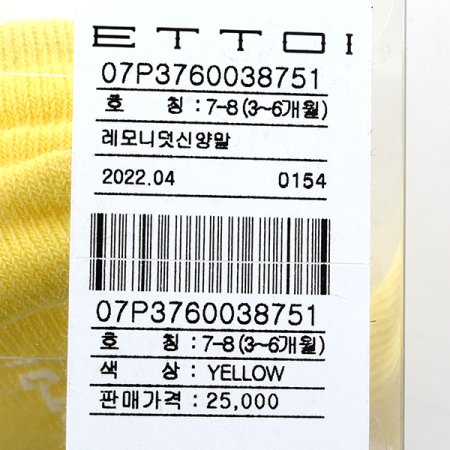 ETTOI
07P3760038751
호 칭 : 7-8 (3~6개월)
레모니덧신양말
2022.04 0154
07P3760038751
호 칭 : 7-8 (3~6개월)
색 상 : YELLOW
판매가격 : 25,000